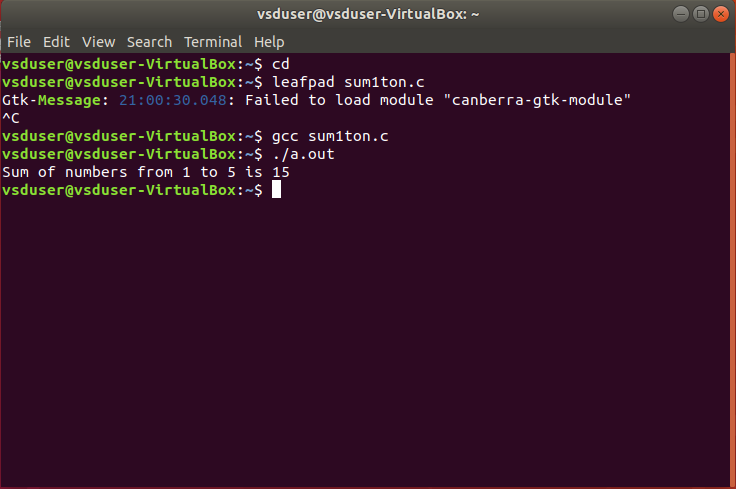 vsduser@vsduser-VirtualBox: ~
File Edit View Search Terminal Help
vsduser@vsduser-VirtualBox:~$ cd
vsduser@vsduser-VirtualBox:~$ leafpad sum1ton.c
Gtk-Message: 21:00:30.048: Failed to load module "canberra-gtk-module"
^C
vsduser@vsduser-VirtualBox:~$ gcc sum1ton.c
vsduser@vsduser-VirtualBox:~$ ./a.out
Sum of numbers from 1 to 5 is 15
vsduser@vsduser-VirtualBox:~$